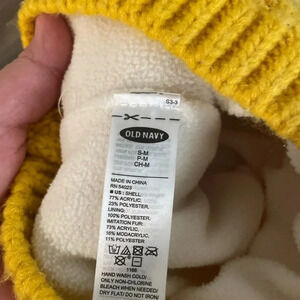 S3-3
OLD NAVY
S-M
P-M
CH-M
MADE IN CHINA
RN 54023
■ US: SHELL:
77% ACRYLIC,
23% POLYESTER,
LINING:
100% POLYESTER,
IMITATION FUR:
73% ACRYLIC,
16% MODACRYLIC,
11% POLYESTER
1166
HAND WASH COLD/
ONLY NON-CHLORINE
BLEACH WHEN NEEDED/
DRY FLAT/ DO NOT IRON/